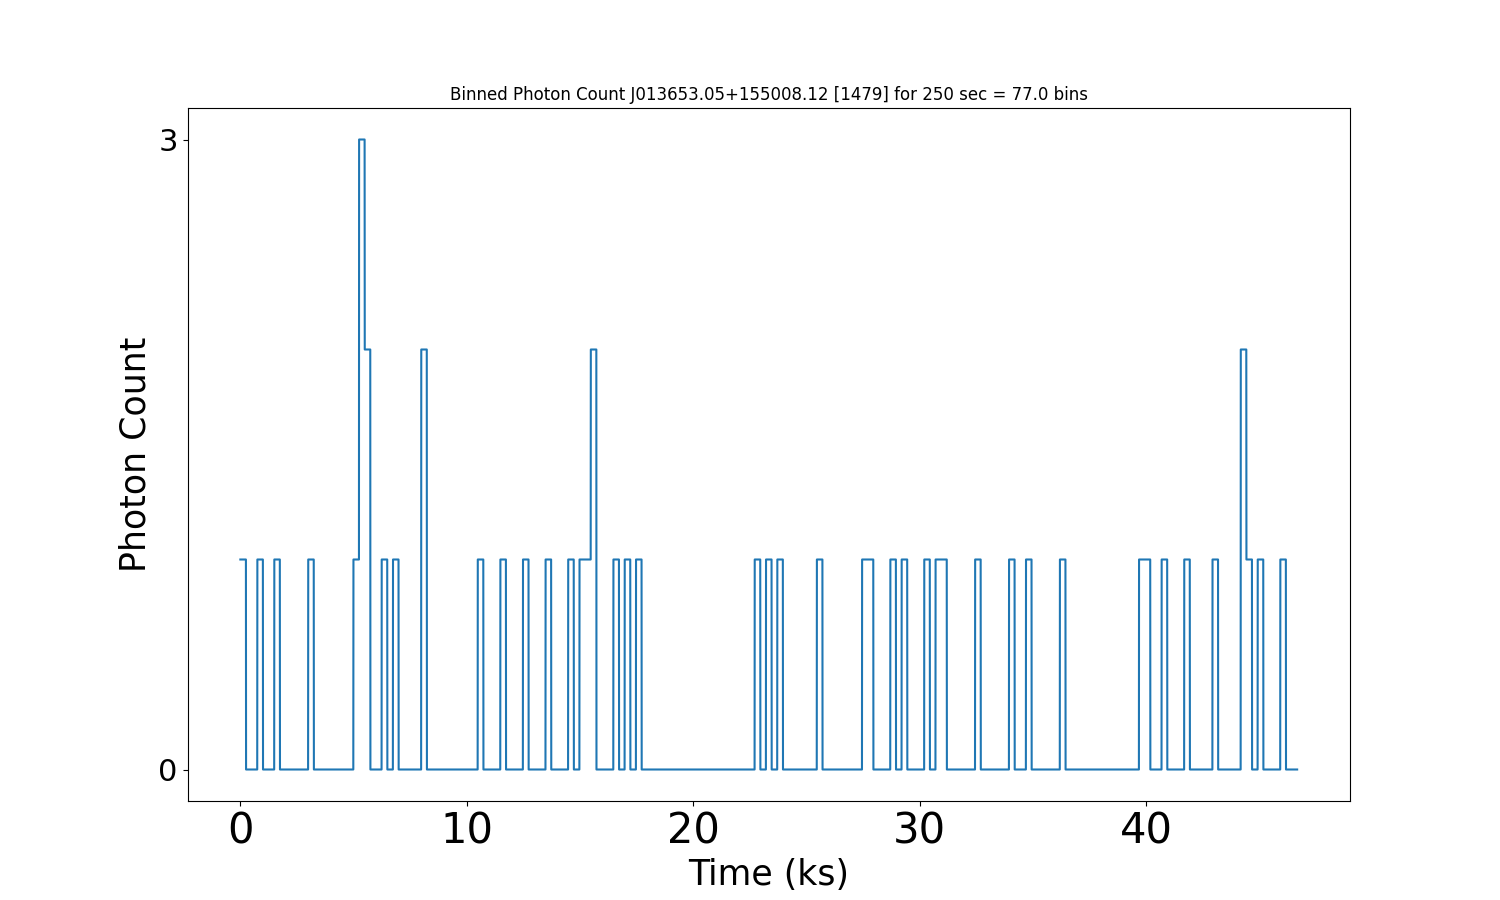 Binned Photon Count J013653.05+155008.12 [1479] for 250 sec = 77.0 bins
3
Photon Count
0
0 10 20 30 40
Time (ks)